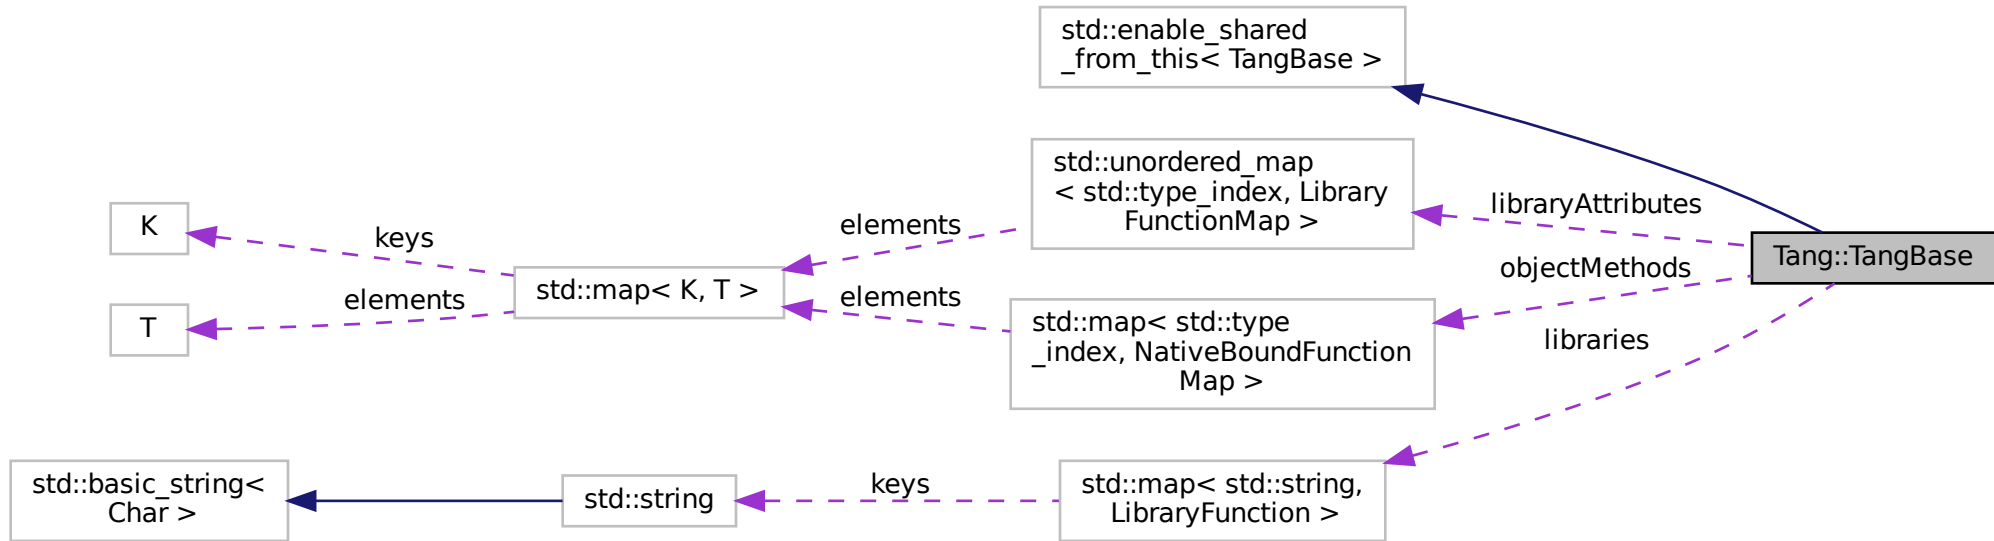 std::enable_shared
_from_this< TangBase >
std::unordered_map
< std::type_index, Library
FunctionMap >
libraryAttributes
K
elements
keys
Tang::TangBase
objectMethods
std::map< K, T >
elements
elements
T
std::map< std::type
_index, NativeBoundFunction
Map >
libraries
std::basic_string<
Char >
std::string
keys
std::map< std::string,
LibraryFunction >